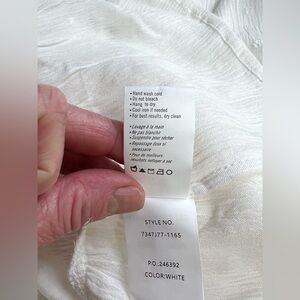 • Hand wash cold
• Do not bleach
• Hang to dry
• Cool iron if needed
• For best results, dry clean
• Lavage à la main
• Ne pas blanchir
• Suspendre pour sécher
• Repassage doux si
nécessaire
• Pour de meilleurs
résultats nettoyer à sec
STYLE NO.
7347J77-1165
P.O.:246392
COLOR:WHITE